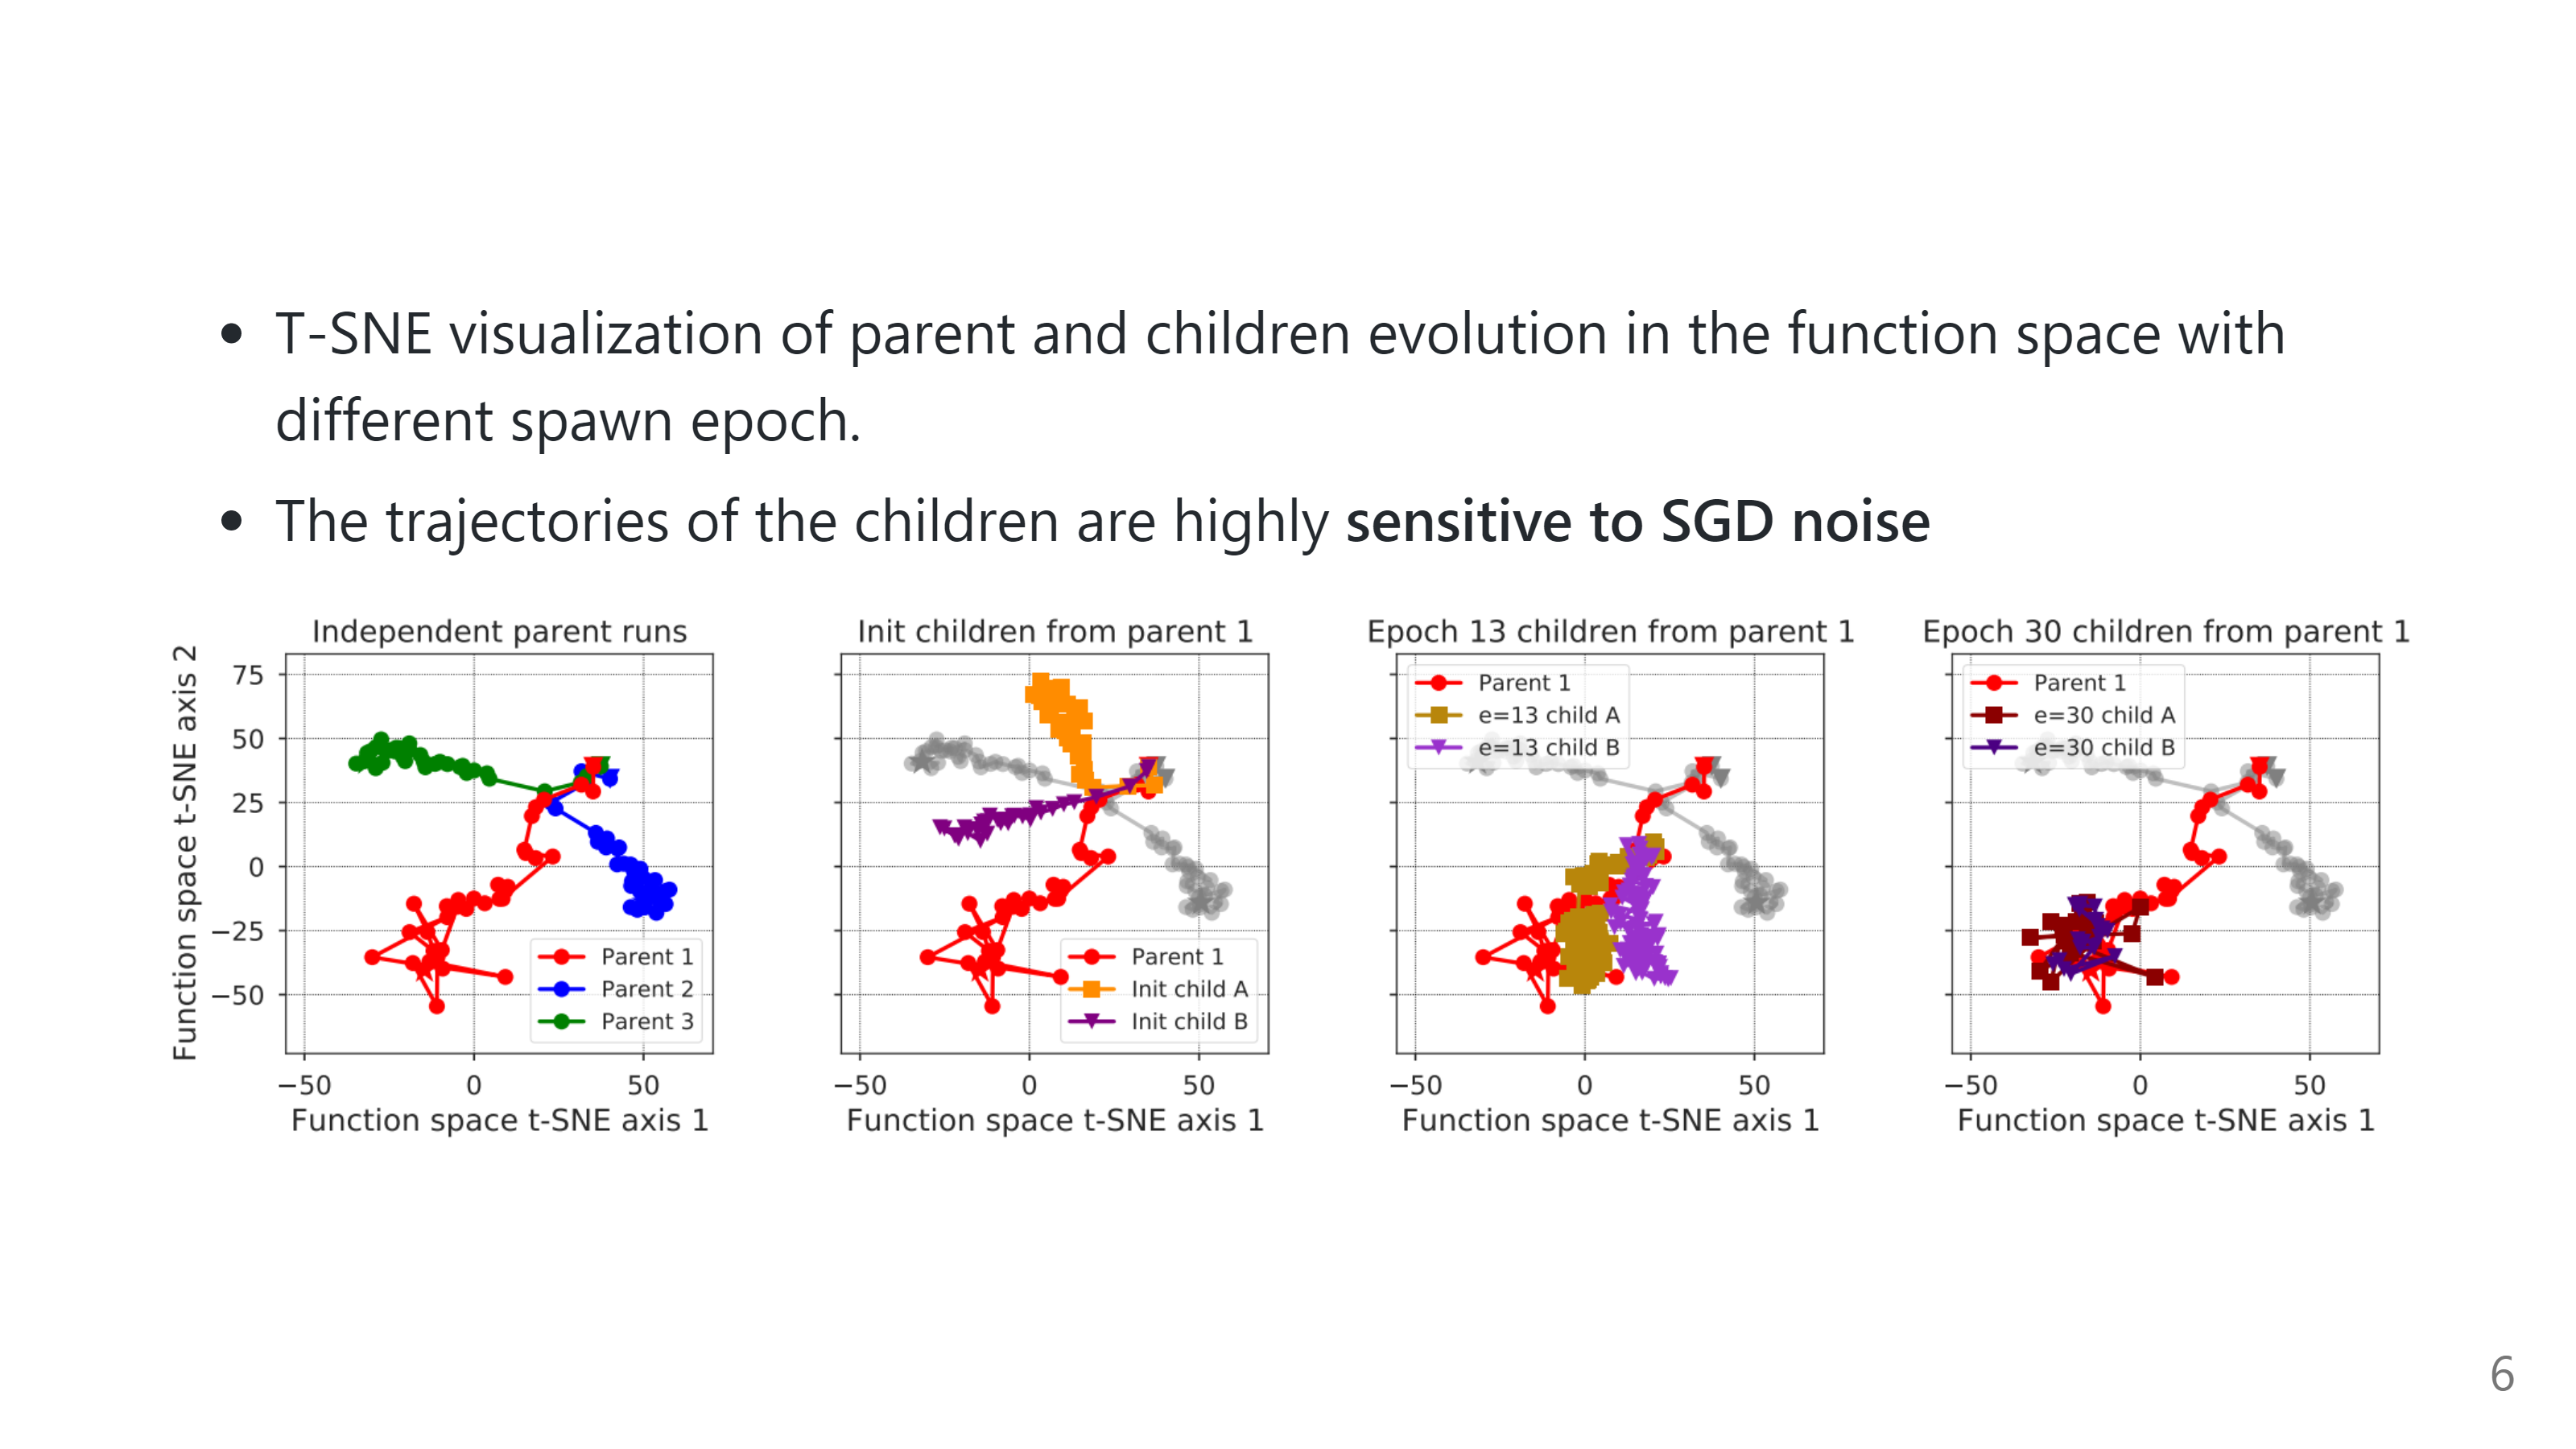 • T-SNE visualization of parent and children evolution in the function space with
different spawn epoch.
• The trajectories of the children are highly sensitive to SGD noise
Independent parent runs
Function space t-SNE axis 2
75
50
25
0
−25
−50
Parent 1
Parent 2
Parent 3
−50 0 50
Function space t-SNE axis 1
Init children from parent 1
Parent 1
Init child A
Init child B
−50 0 50
Function space t-SNE axis 1
Epoch 13 children from parent 1
Parent 1
e=13 child A
e=13 child B
−50 0 50
Function space t-SNE axis 1
Epoch 30 children from parent 1
Parent 1
e=30 child A
e=30 child B
−50 0 50
Function space t-SNE axis 1
6